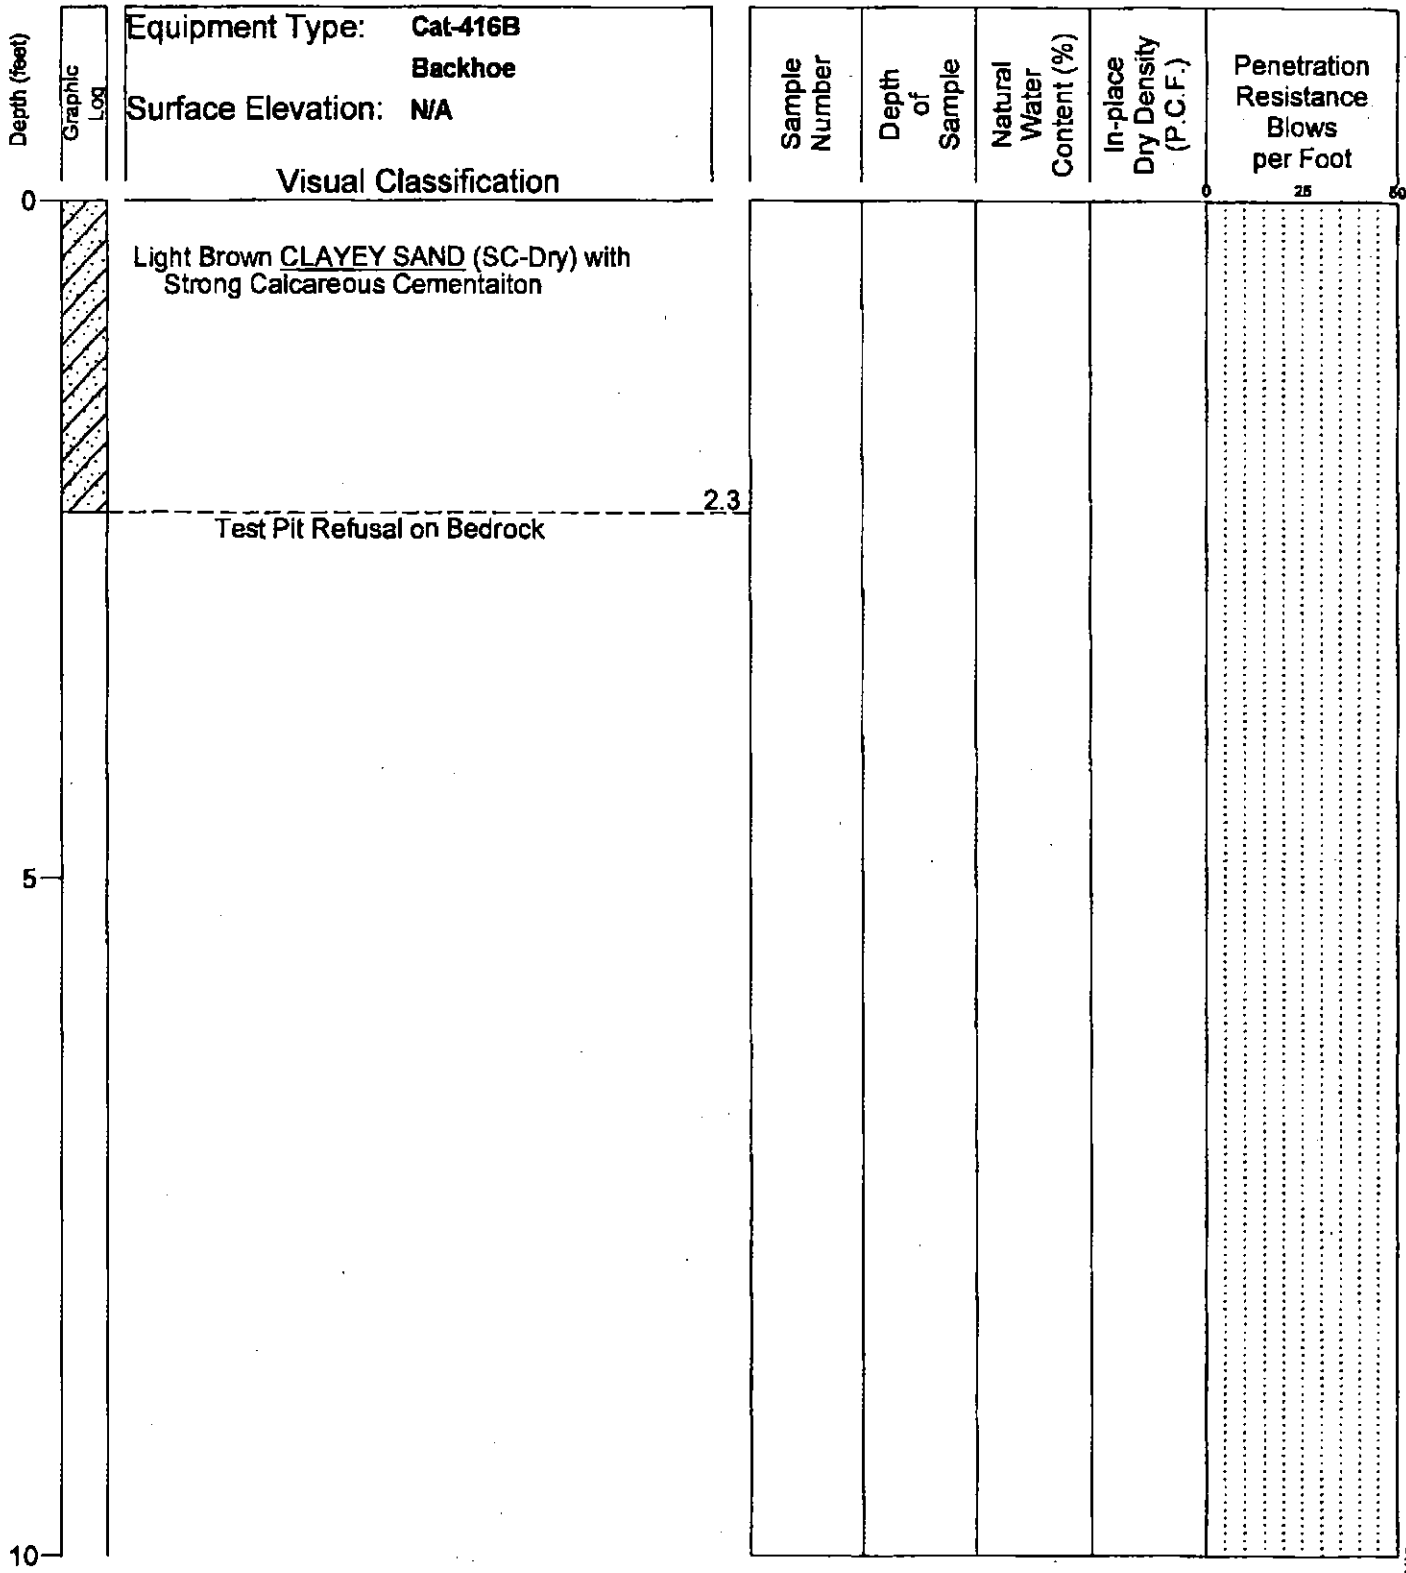 Depth (feet)
Graphic
Log
Equipment Type: Cat-416B
Backhoe
Surface Elevation: N/A
Visual Classification
Sample
Number
Depth
of
Sample
Natural
Water
Content (%)
In-place
Dry Density
(P.C.F.)
Penetration
Resistance
Blows
per Foot
0 25 50
0
Light Brown CLAYEY SAND (SC-Dry) with
Strong Calcareous Cementaiton
2.3
Test Pit Refusal on Bedrock
5
10